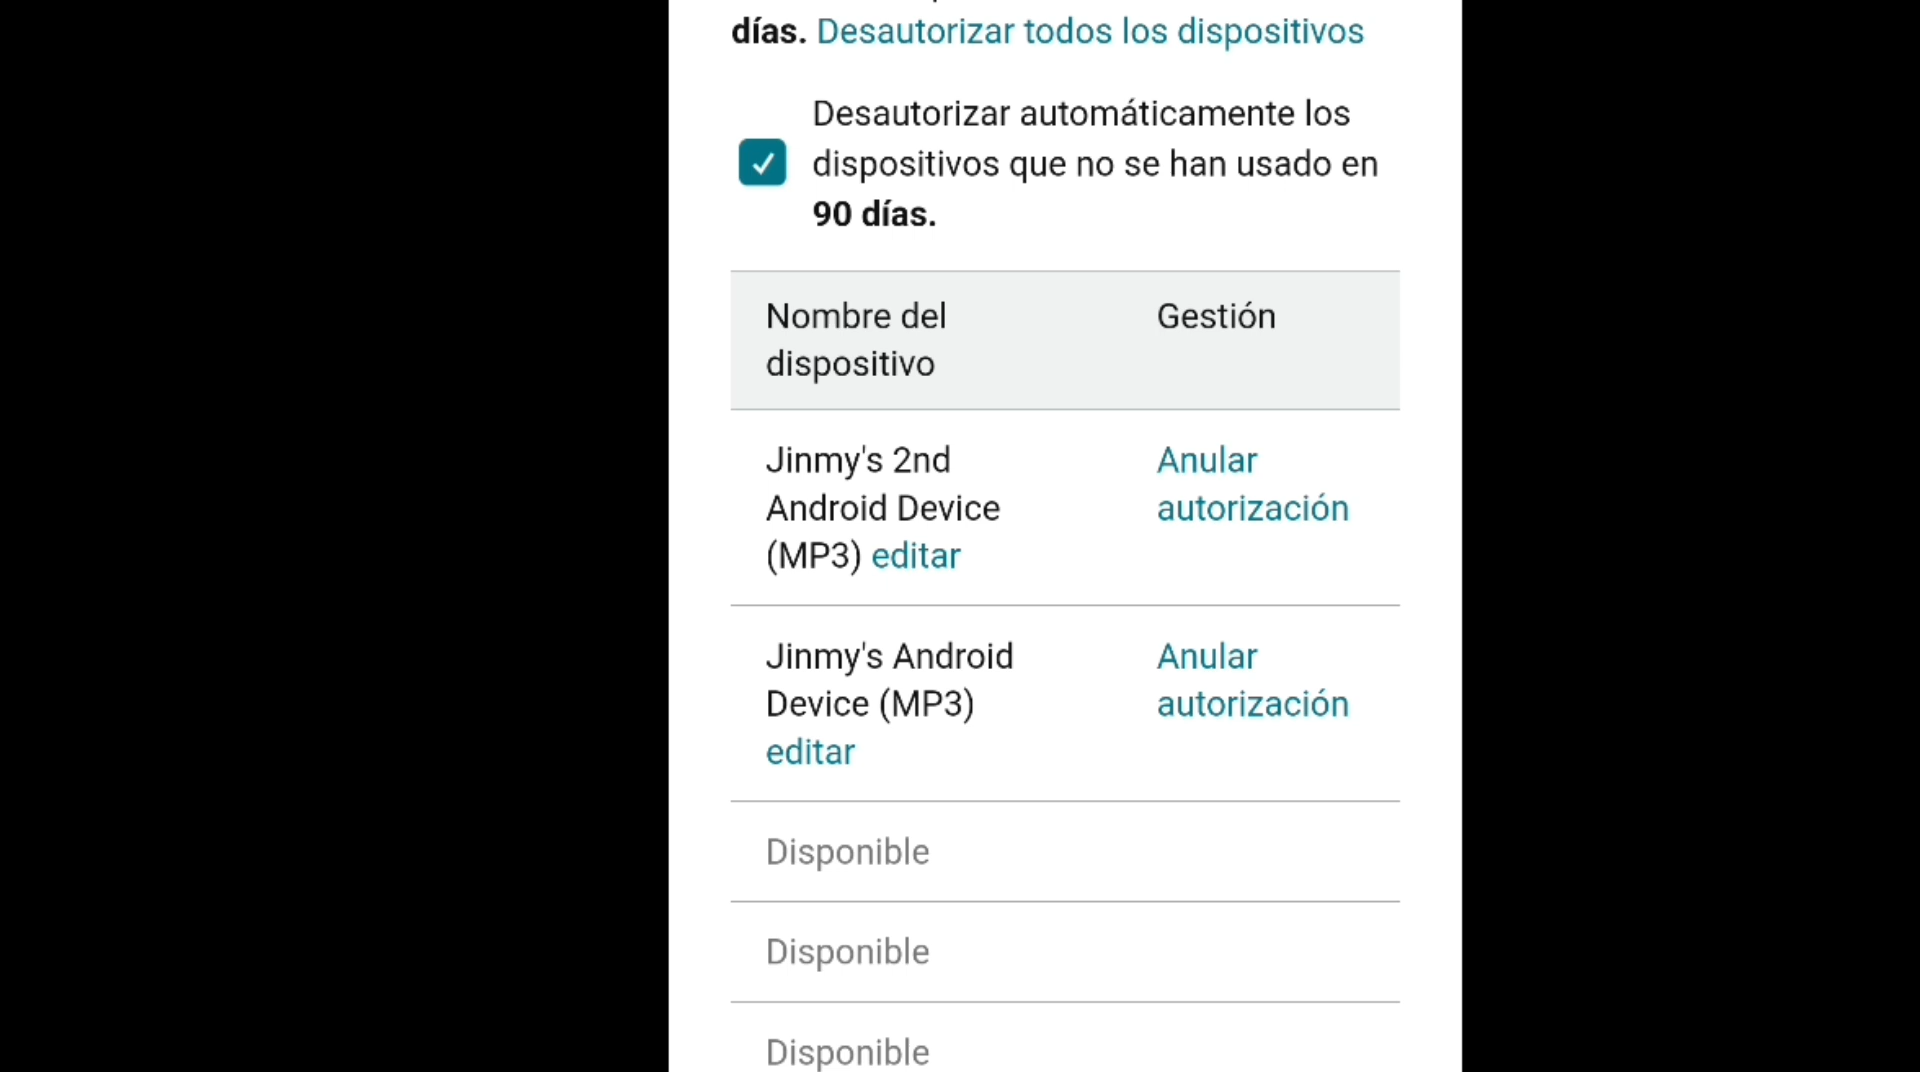 días. Desautorizar todos los dispositivos
Desautorizar automáticamente los
dispositivos que no se han usado en
90 días.
Nombre del
dispositivo
Gestión
Jinmy's 2nd
Android Device
(MP3) editar
Anular
autorización
Jinmy's Android
Device (MP3)
editar
Anular
autorización
Disponible
Disponible
Disponible